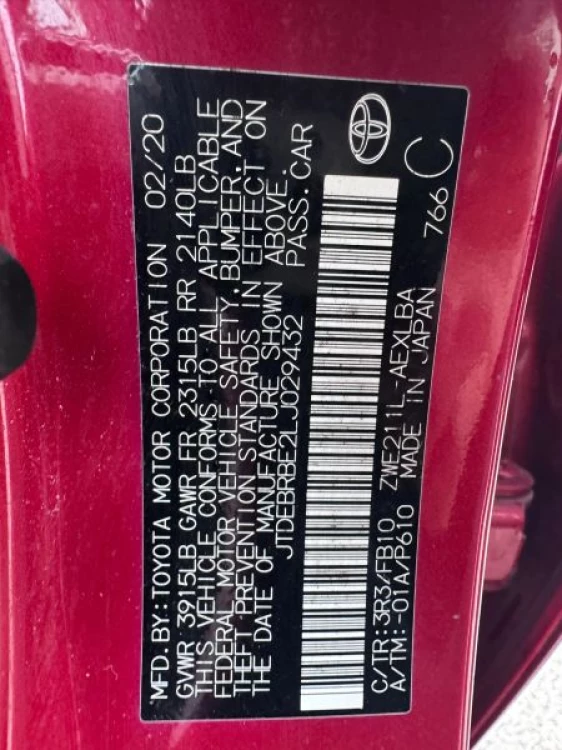 MFD.BY:TOYOTA MOTOR CORPORATION 02/20
GVWR 3915LB GAWR FR 2315LB RR 2140LB
THIS VEHICLE CONFORMS TO ALL APPLICABLE
FEDERAL MOTOR VEHICLE SAFETY,BUMPER,AND
THEFT PREVENTION STANDARDS IN EFFECT ON
THE DATE OF MANUFACTURE SHOWN ABOVE.
JTDEBRBE2LJ029432 PASS.CAR
C/TR:3R3/FB10 ZWE211L-AEXLBA 766 C
A/TM:-01A/P610 MADE IN JAPAN